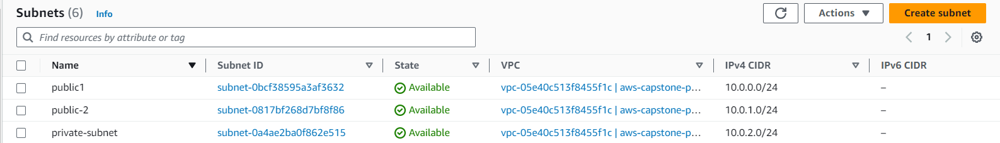 Subnets (6) Info Actions Create subnet
Find resources by attribute or tag 1
Name Subnet ID State VPC IPv4 CIDR IPv6 CIDR
public1 subnet-0bcf38595a3af3632 Available vpc-05e40c513f8455f1c | aws-capstone-p... 10.0.0.0/24 –
public-2 subnet-0817bf268d7bf8f86 Available vpc-05e40c513f8455f1c | aws-capstone-p... 10.0.1.0/24 –
private-subnet subnet-0a4ae2ba0f862e515 Available vpc-05e40c513f8455f1c | aws-capstone-p... 10.0.2.0/24 –